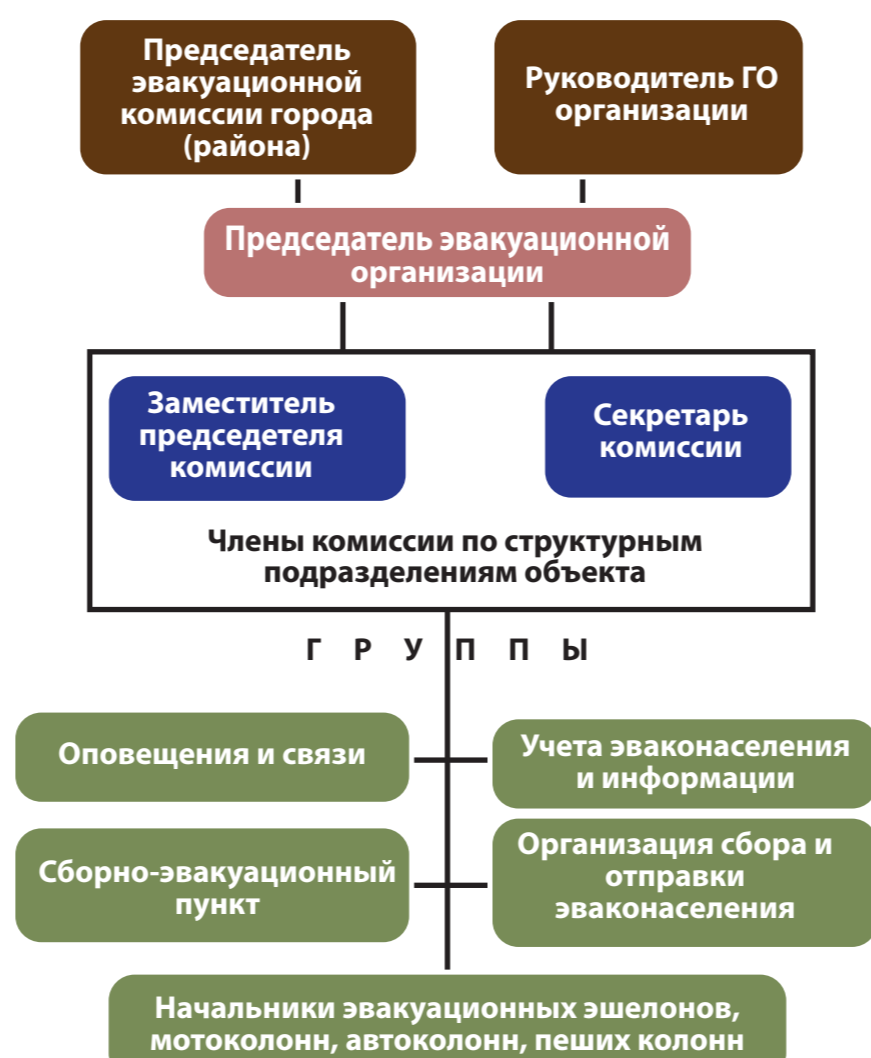 Председатель
эвакуационной
комиссии города
(района)
Руководитель ГО
организации
Председатель эвакуационной
организации
Заместитель
председетеля
комиссии
Секретарь
комиссии
Члены комиссии по структурным
подразделениям объекта
Г Р У П П Ы
Оповещения и связи
Учета эваконаселения
и информации
Сборно-эвакуационный
пункт
Организация сбора и
отправки
эваконаселения
Начальники эвакуационных эшелонов,
мотоколонн, автоколонн, пеших колонн